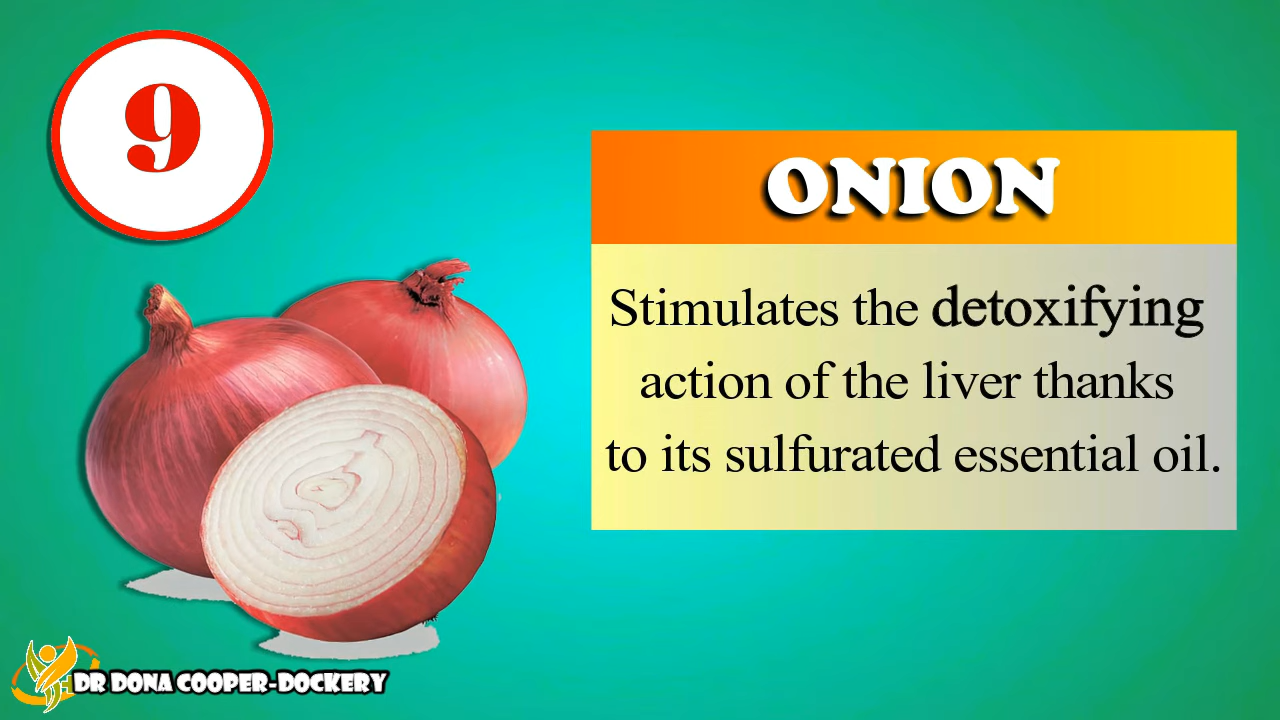 9
ONION
Stimulates the detoxifying
action of the liver thanks
to its sulfurated essential oil.
DR DONA COOPER-DOCKERY